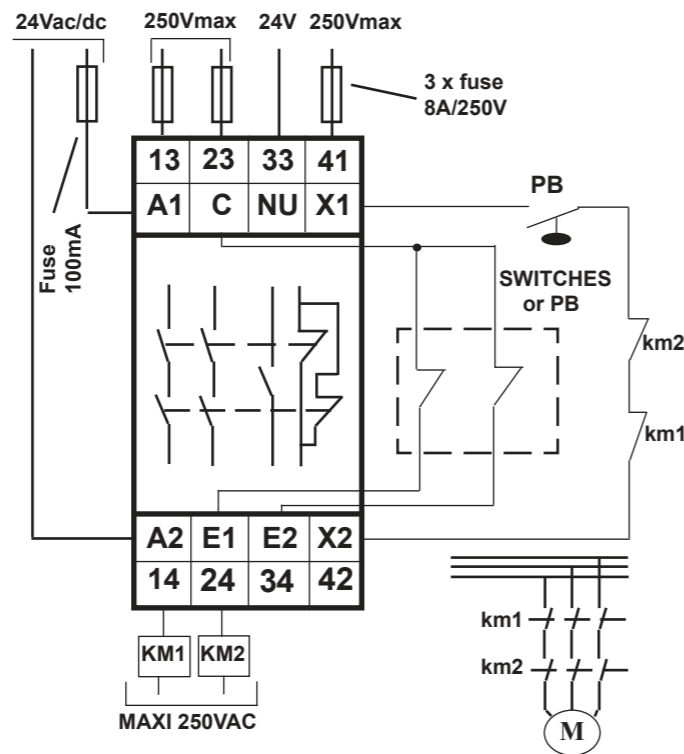 24Vac/dc 250Vmax 24V 250Vmax
3 x fuse
8A/250V
13 23 33 41
A1 C NU X1
PB
Fuse
100mA
SWITCHES
or PB
km2
km1
A2 E1 E2 X2
14 24 34 42
km1
KM1 KM2
km2
MAXI 250VAC
M